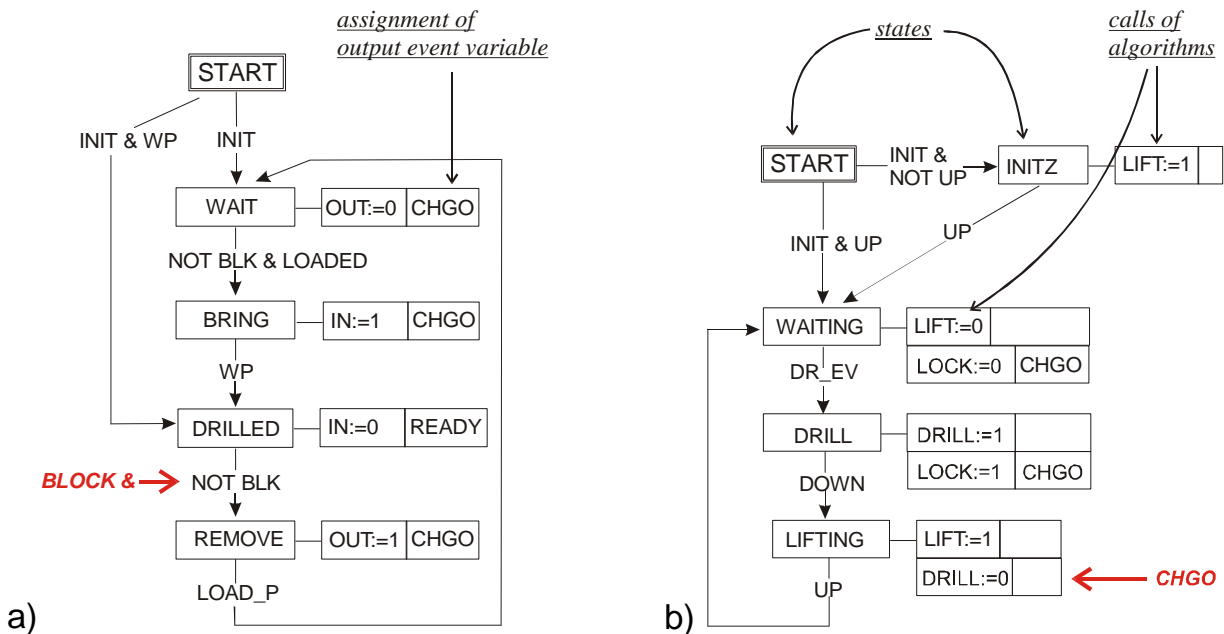 assignment of
output event variable
START
INIT & WP
INIT
WAIT
OUT:=0
CHGO
NOT BLK & LOADED
BRING
IN:=1
CHGO
WP
DRILLED
IN:=0
READY
BLOCK &
NOT BLK
REMOVE
OUT:=1
CHGO
LOAD_P
a)
states
calls of
algorithms
START
INIT &
NOT UP
INITZ
LIFT:=1
UP
INIT & UP
WAITING
LIFT:=0
LOCK:=0
CHGO
DR_EV
DRILL
DRILL:=1
LOCK:=1
CHGO
DOWN
LIFTING
LIFT:=1
DRILL:=0
CHGO
UP
b)